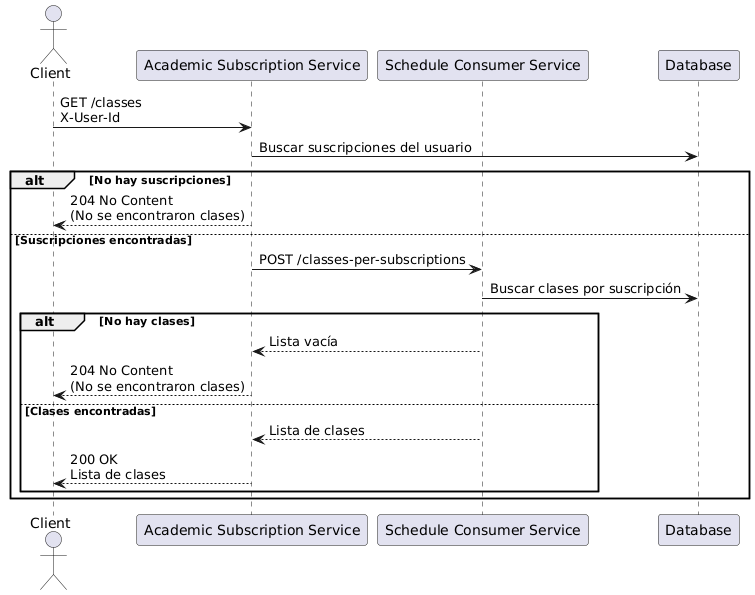 Client
Academic Subscription Service
Schedule Consumer Service
Database
GET /classes
X-User-Id
Buscar suscripciones del usuario
alt
[No hay suscripciones]
204 No Content
(No se encontraron clases)
[Suscripciones encontradas]
POST /classes-per-subscriptions
Buscar clases por suscripción
alt
[No hay clases]
Lista vacía
204 No Content
(No se encontraron clases)
[Clases encontradas]
Lista de clases
200 OK
Lista de clases
Client
Academic Subscription Service
Schedule Consumer Service
Database